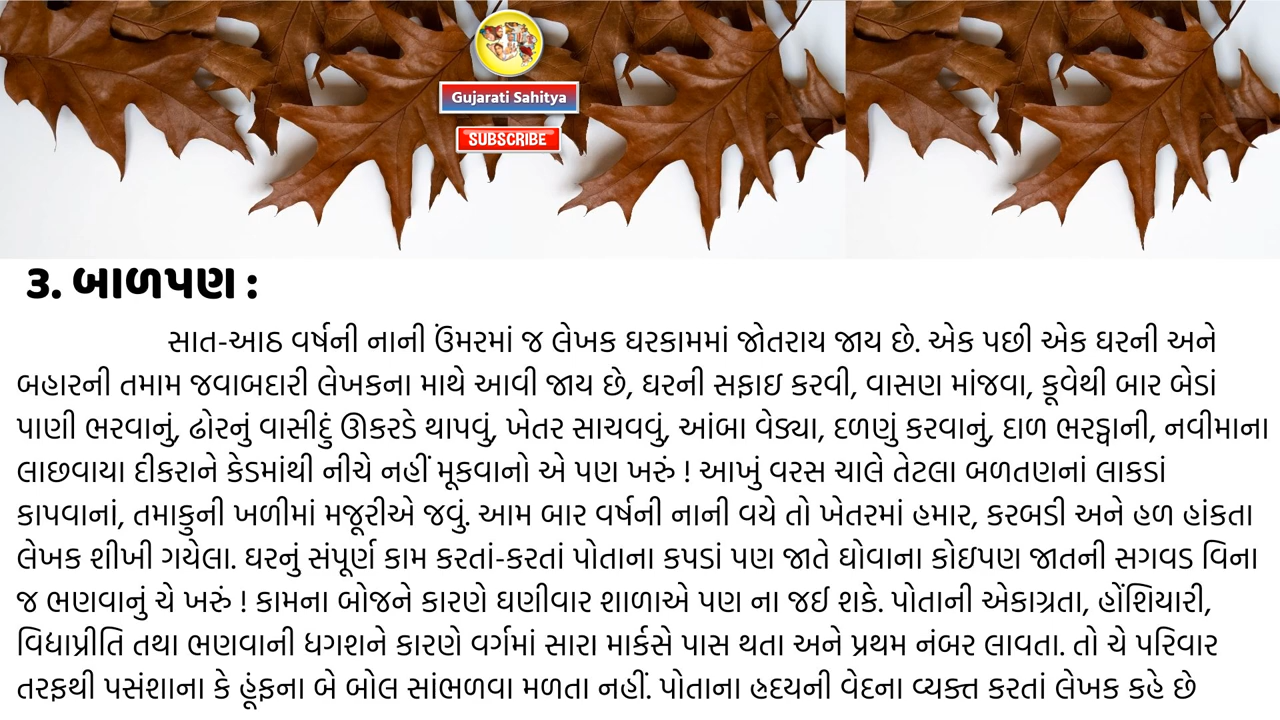 Gujarati Sahitya
SUBSCRIBE
૩. બાળપણ :
સાત-આઠ વર્ષની નાની ઉંમરમાં જ લેખક ઘરકામમાં જોતરાય જાય છે. એક પછી એક ઘરની અને
બહારની તમામ જવાબદારી લેખકના માથે આવી જાય છે, ઘરની સફાઇ કરવી, વાસણ માંજવા, કૂવેથી બાર બેડાં
પાણી ભરવાનું, ઢોરનું વાસીદું ઊકરડે થાપવું, ખેતર સાચવવું, આંબા વેડ્યા, દળણું કરવાનું, દાળ ભરડ્વાની, નવીમાના
લાછવાયા દીકરાને કેડમાંથી નીચે નહીં મૂકવાનો એ પણ ખરું ! આખું વરસ ચાલે તેટલા બળતણનાં લાકડાં
કાપવાનાં, તમાકુની ખળીમાં મજૂરીએ જવું. આમ બાર વર્ષની નાની વયે તો ખેતરમાં હમાર, કરબડી અને હળ હાંકતા
લેખક શીખી ગયેલા. ઘરનું સંપૂર્ણ કામ કરતાં-કરતાં પોતાના કપડાં પણ જાતે ધોવાના કોઇપણ જાતની સગવડ વિના
જ ભણવાનું ચે ખરું ! કામના બોજને કારણે ઘણીવાર શાળાએ પણ ના જઈ શકે. પોતાની એકાગ્રતા, હોંશિયારી,
વિદ્યાપ્રીતિ તથા ભણવાની ધગશને કારણે વર્ગમાં સારા માર્કસે પાસ થતા અને પ્રથમ નંબર લાવતા. તો ચે પરિવાર
તરફથી પસંશાના કે હૂંફના બે બોલ સાંભળવા મળતા નહીં. પોતાના હ્રદયની વેદના વ્યક્ત કરતાં લેખક કહે છે